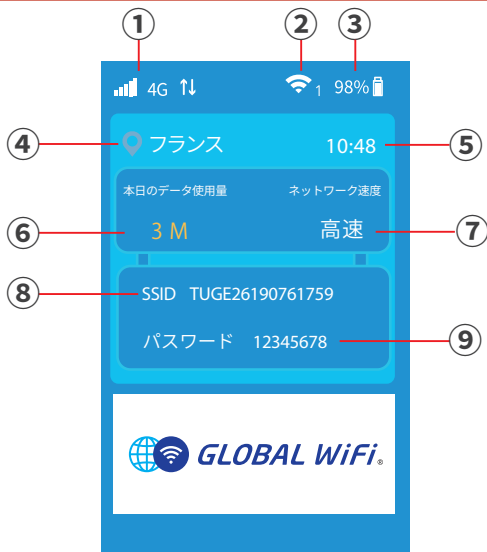 ① ② ③
4G 1 98%
④ フランス 10:48 ⑤
本日のデータ使用量 ネットワーク速度
⑥ 3 M 高速 ⑦
⑧ SSID TUGE26190761759
パスワード 12345678 ⑨
GLOBAL WiFi®